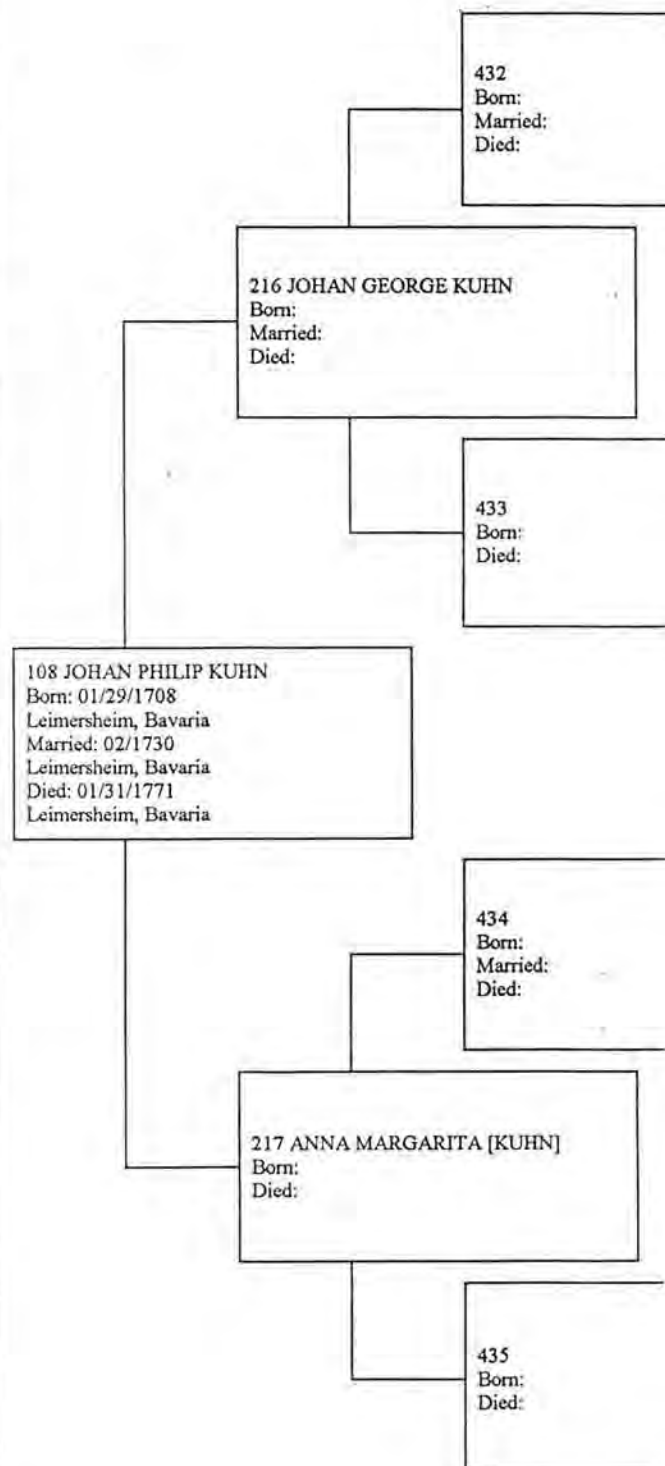 432
Born:
Married:
Died:
216 JOHAN GEORGE KUHN
Born:
Married:
Died:
433
Born:
Died:
108 JOHAN PHILIP KUHN
Born: 01/29/1708
Leimersheim, Bavaria
Married: 02/1730
Leimersheim, Bavaria
Died: 01/31/1771
Leimersheim, Bavaria
434
Born:
Married:
Died:
217 ANNA MARGARITA [KUHN]
Born:
Died:
435
Born:
Died: